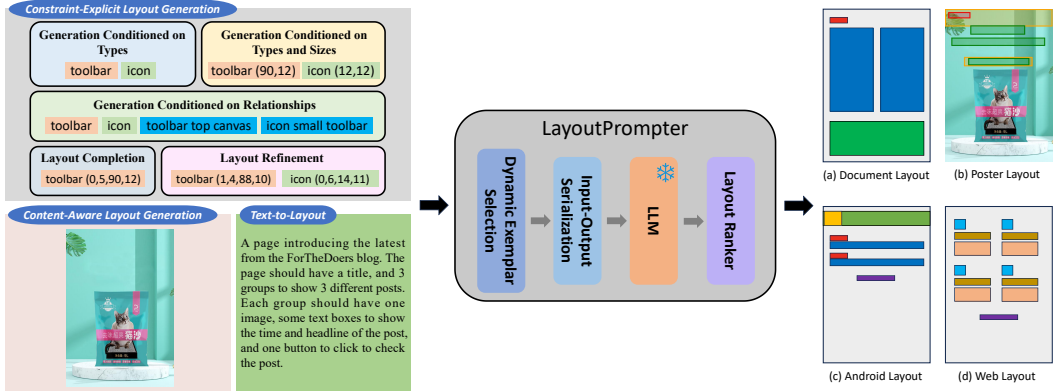 Constraint-Explicit Layout Generation
Generation Conditioned on
Types
toolbar icon
Generation Conditioned on
Types and Sizes
toolbar (90,12) icon (12,12)
Generation Conditioned on Relationships
toolbar icon toolbar top canvas icon small toolbar
Layout Completion
toolbar (0,5,90,12)
Layout Refinement
toolbar (1,4,88,10) icon (0,6,14,11)
Content-Aware Layout Generation
猫沙
Text-to-Layout
A page introducing the latest
from the ForTheDoers blog. The
page should have a title, and 3
groups to show 3 different posts.
Each group should have one
image, some text boxes to show
the time and headline of the post,
and one button to click to check
the post.
LayoutPrompter
Dynamic Exemplar
Selection
Input-Output
Serialization
LLM
Layout Ranker
(a) Document Layout
猫沙
(b) Poster Layout
(c) Android Layout
(d) Web Layout